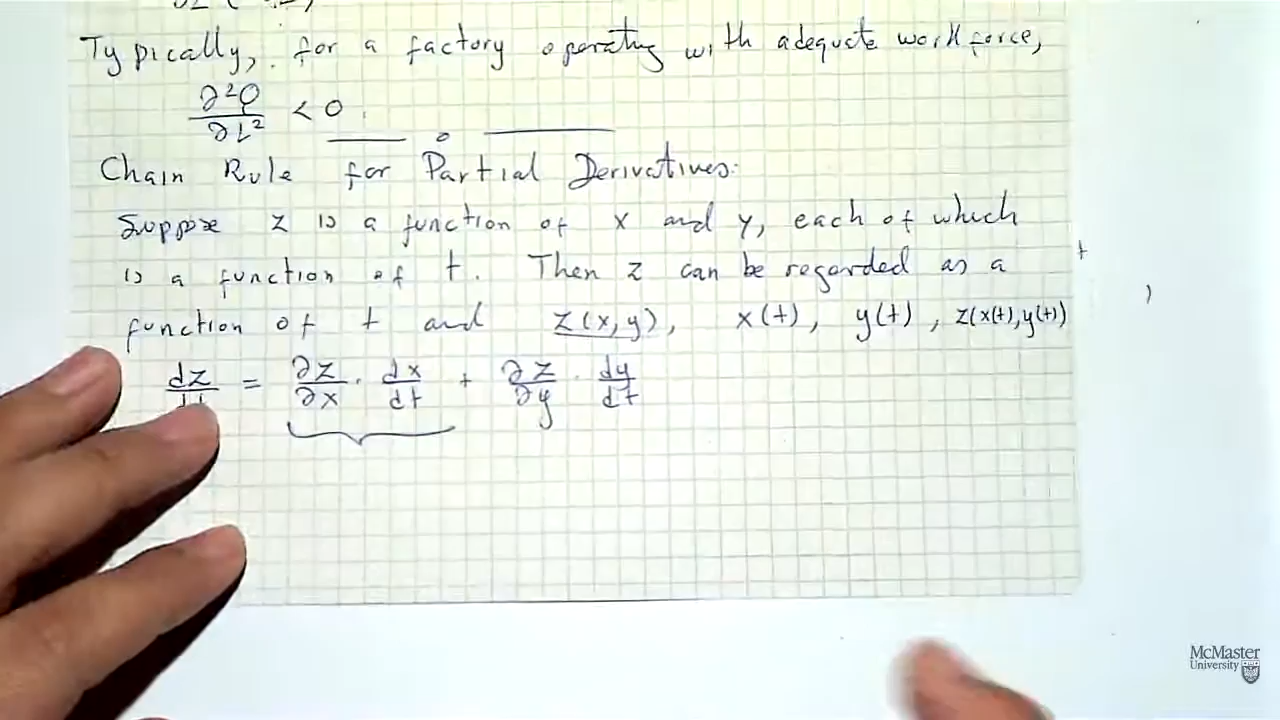 Typically, for a factory operating with adequate workforce,
∂²Q/∂L² < 0
Chain Rule for Partial Derivatives:
Suppose z is a function of x and y, each of which
is a function of t. Then z can be regarded as a
function of t and z(x,y), x(t), y(t), z(x(t),y(t))
dz/dt = ∂z/∂x · dx/dt + ∂z/∂y · dy/dt
McMaster
University